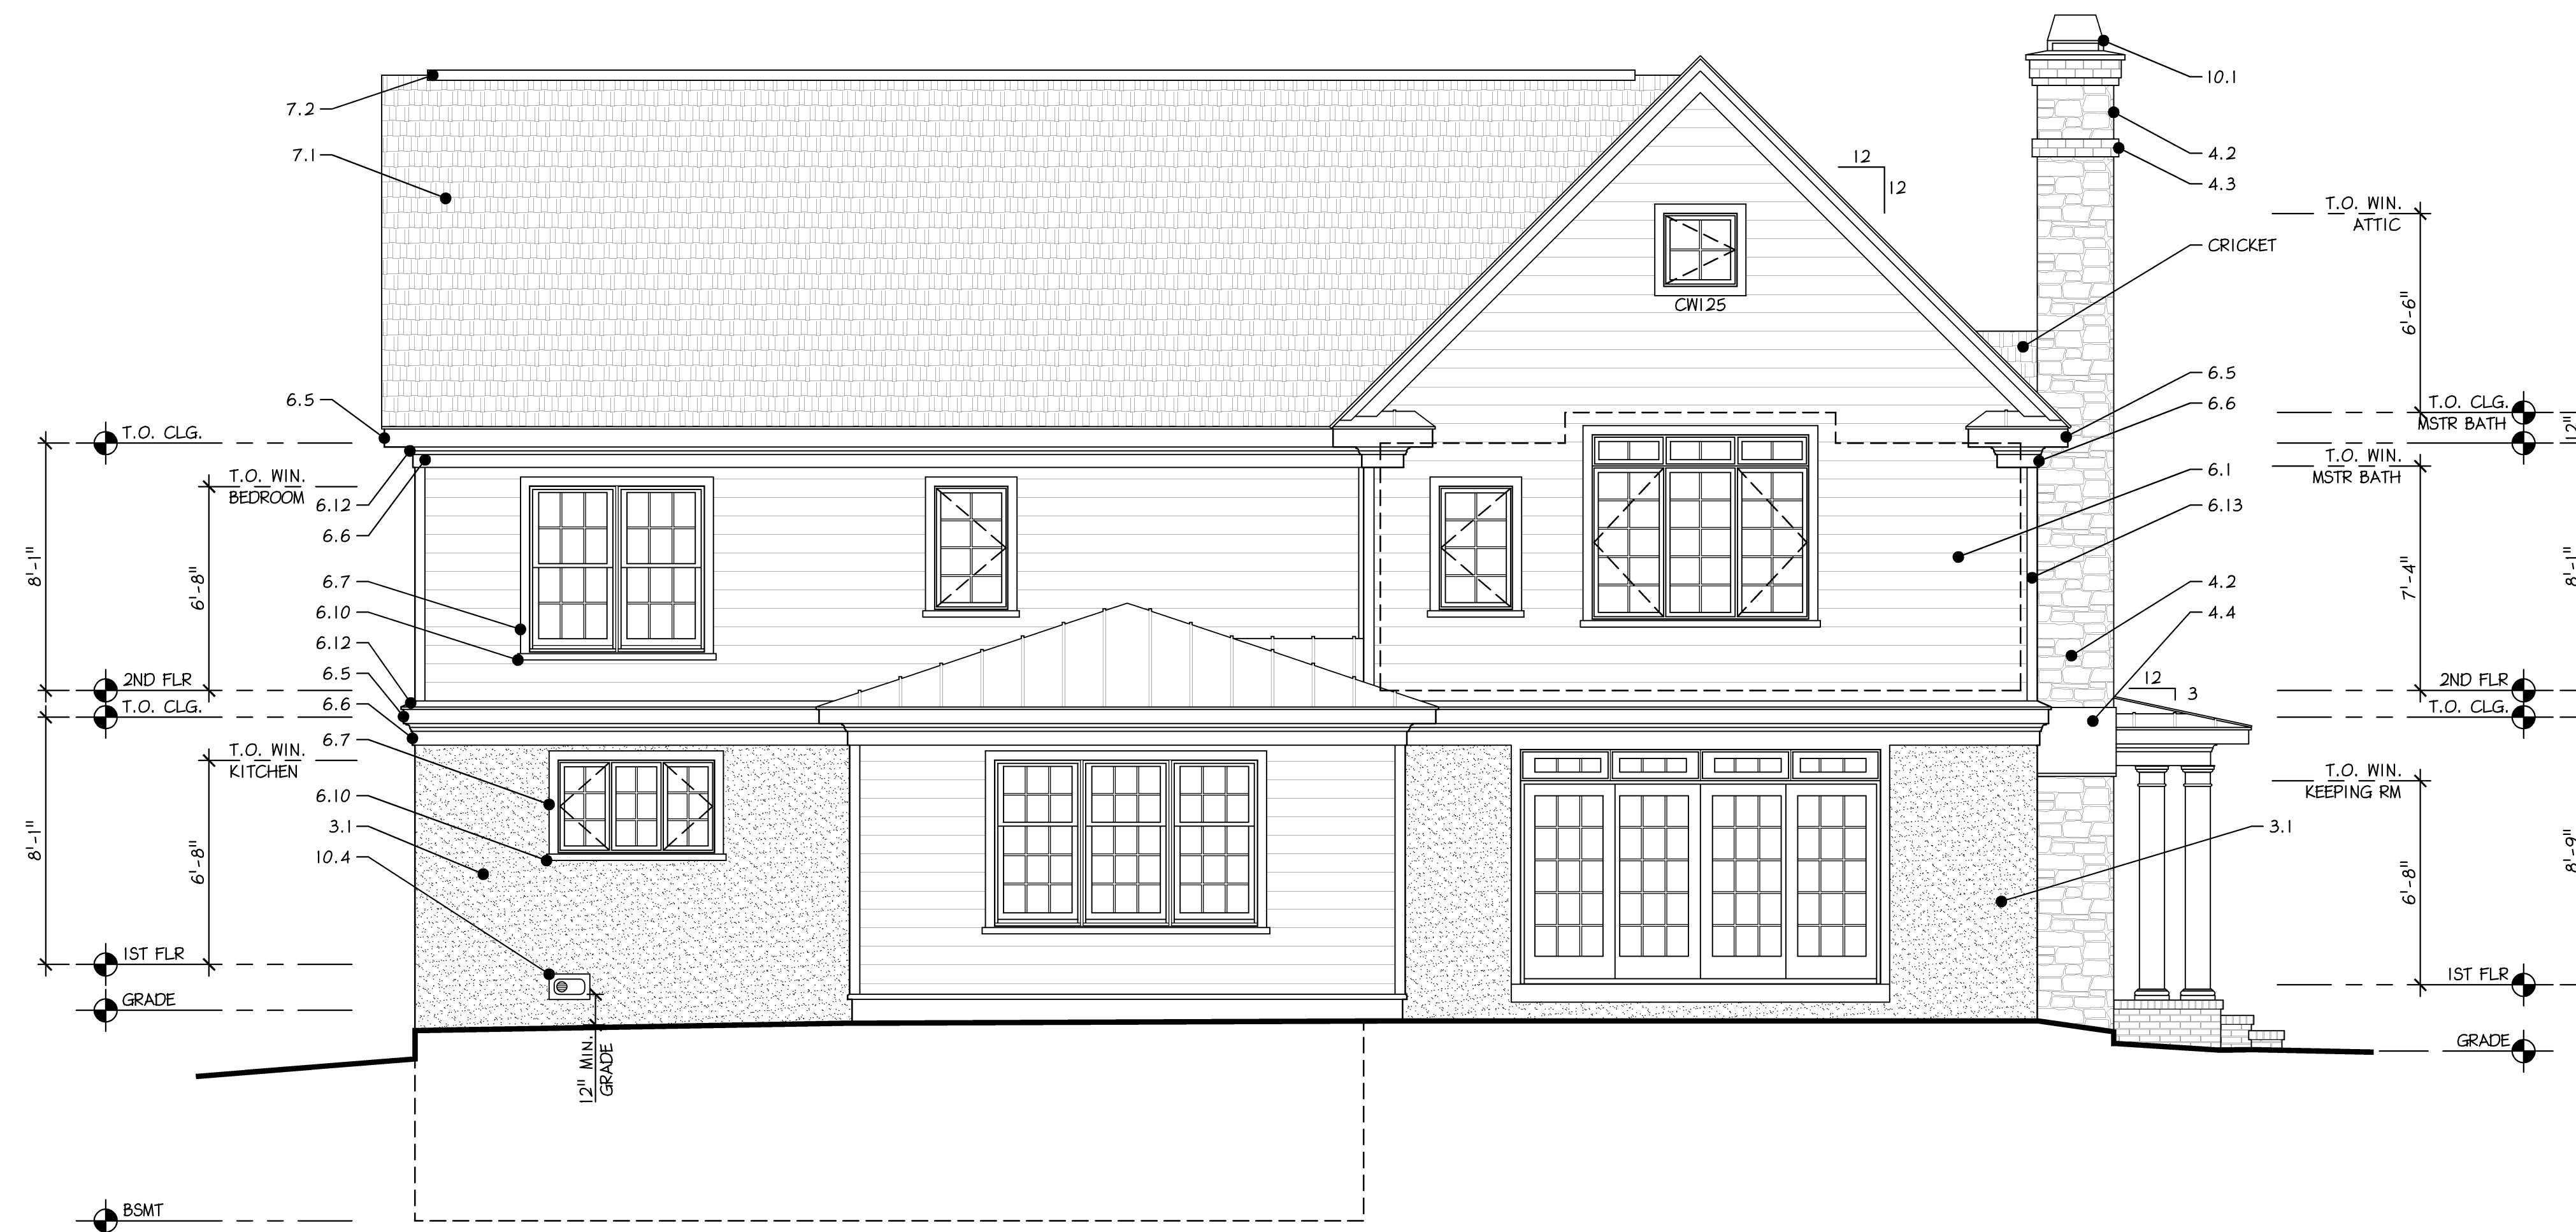 7.2
7.1
6.5
T.O. CLG.
T.O. WIN.
BEDROOM
6.12
6.6
8'-1"
6'-8"
6.7
6.10
6.12
2ND FLR
6.5
T.O. CLG.
6.6
6.7
T.O. WIN.
KITCHEN
6.10
3.1
10.4
8'-1"
6'-8"
1ST FLR
GRADE
12" MIN.
GRADE
BSMT
CW125
12
12
10.1
4.2
4.3
T.O. WIN.
ATTIC
CRICKET
6'-6"
6.5
6.6
T.O. CLG.
MSTR BATH
12"
T.O. WIN.
MSTR BATH
6.1
6.13
4.2
4.4
7'-4"
8'-1"
12
3
2ND FLR
T.O. CLG.
T.O. WIN.
KEEPING RM
3.1
6'-8"
8'-9"
1ST FLR
GRADE